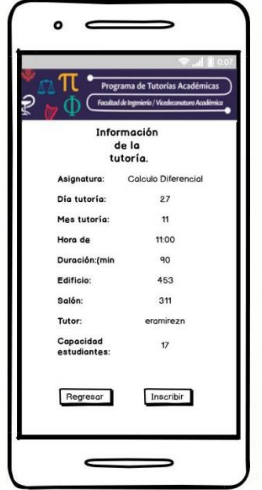 0:07
π Programa de Tutorías Académicas
Φ Facultad de Ingeniería / Vicedecanatura Académica
Información
de la
tutoría.
Asignatura: Calculo Diferencial
Día tutoría: 27
Mes tutoría: 11
Hora de 11:00
Duración:(min 90
Edificio: 453
Salón: 311
Tutor: eramirezn
Capacidad
estudiantes: 17
Regresar Inscribir